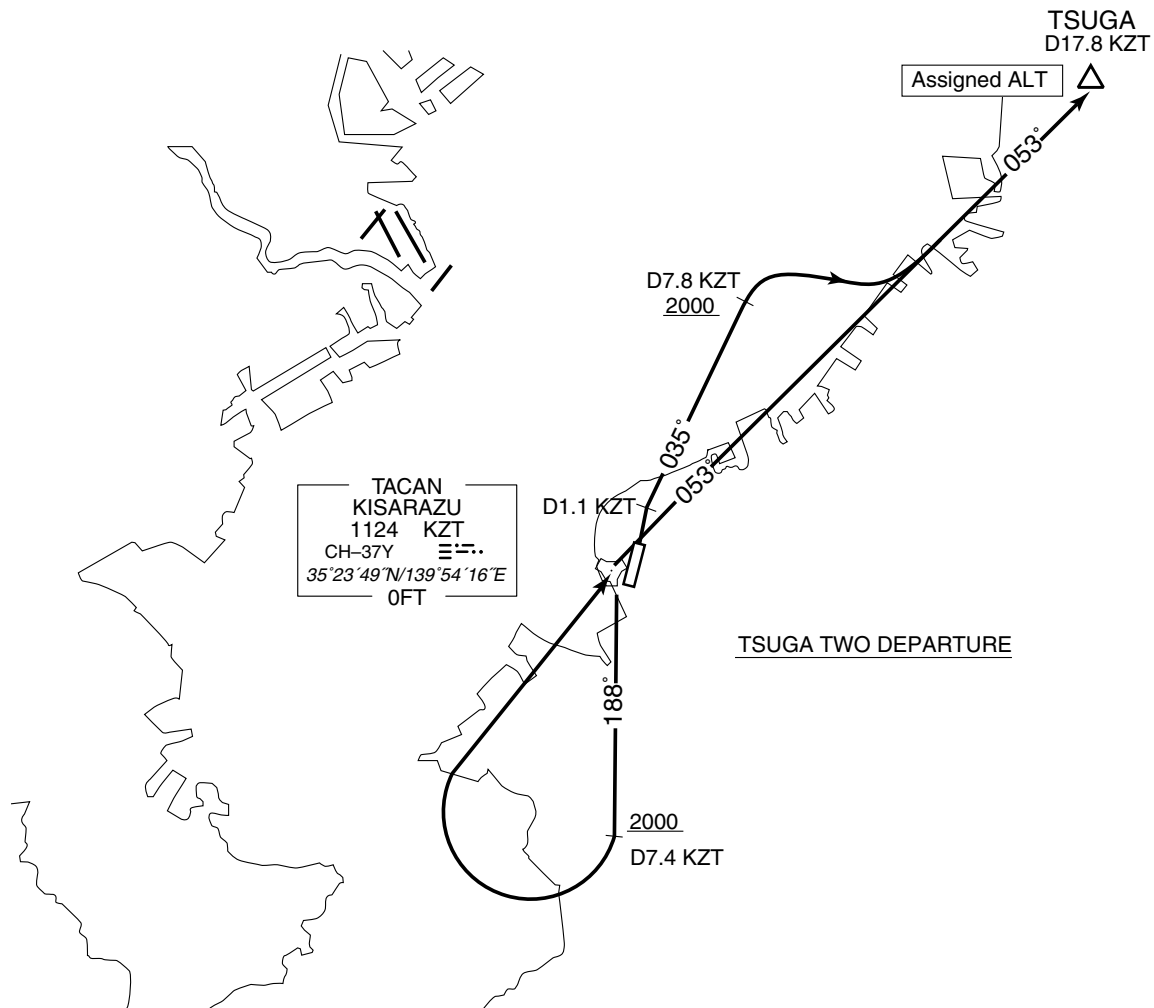 TSUGA
D17.8 KZT
Assigned ALT
053°
D7.8 KZT
2000
035°
053°
D1.1 KZT
TACAN
KISARAZU
1124 KZT
CH–37Y
35°23´49˝N/139°54´16˝E
0FT
TSUGA TWO DEPARTURE
188°
2000
D7.4 KZT